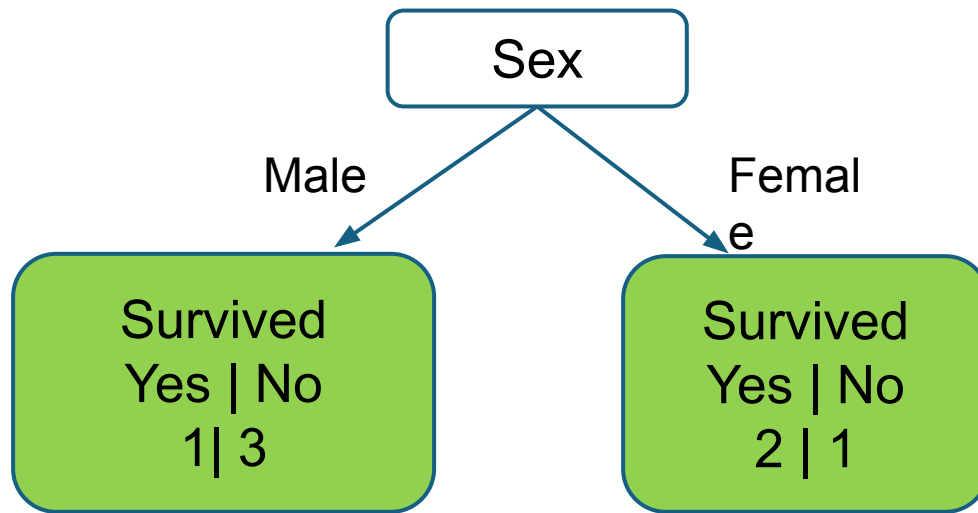 Sex
Male
Femal
e
Survived
Yes | No
1| 3
Survived
Yes | No
2 | 1